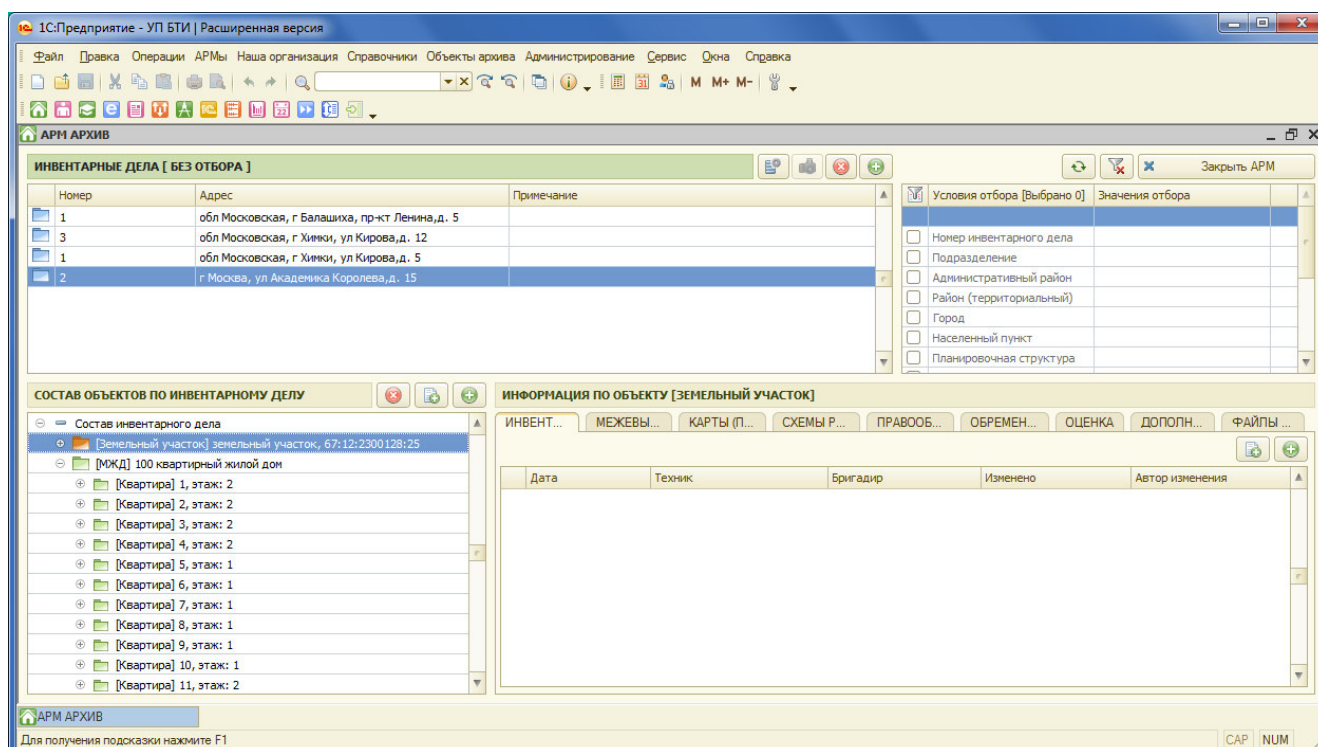 1С:Предприятие - УП БТИ | Расширенная версия
Файл Правка Операции АРМы Наша организация Справочники Объекты архива Администрирование Сервис Окна Справка
M M+ M-
АРМ АРХИВ
ИНВЕНТАРНЫЕ ДЕЛА [ БЕЗ ОТБОРА ] Закрыть АРМ
Номер Адрес Примечание
1 обл Московская, г Балашиха, пр-кт Ленина,д. 5
3 обл Московская, г Химки, ул Кирова,д. 12
1 обл Московская, г Химки, ул Кирова,д. 5
2 г Москва, ул Академика Королева,д. 15
Условия отбора [Выбрано 0] Значения отбора
Номер инвентарного дела
Подразделение
Административный район
Район (территориальный)
Город
Населенный пункт
Планировочная структура
СОСТАВ ОБЪЕКТОВ ПО ИНВЕНТАРНОМУ ДЕЛУ
Состав инвентарного дела
[Земельный участок] земельный участок, 67:12:2300128:25
[МЖД] 100 квартирный жилой дом
[Квартира] 1, этаж: 2
[Квартира] 2, этаж: 2
[Квартира] 3, этаж: 2
[Квартира] 4, этаж: 2
[Квартира] 5, этаж: 1
[Квартира] 6, этаж: 1
[Квартира] 7, этаж: 1
[Квартира] 8, этаж: 1
[Квартира] 9, этаж: 1
[Квартира] 10, этаж: 1
[Квартира] 11, этаж: 2
ИНФОРМАЦИЯ ПО ОБЪЕКТУ [ЗЕМЕЛЬНЫЙ УЧАСТОК]
ИНВЕНТ... МЕЖЕВЫ... КАРТЫ (П... СХЕМЫ Р... ПРАВООБ... ОБРЕМЕН... ОЦЕНКА ДОПОЛН... ФАЙЛЫ ...
Дата Техник Бригадир Изменено Автор изменения
АРМ АРХИВ
Для получения подсказки нажмите F1 CAP NUM